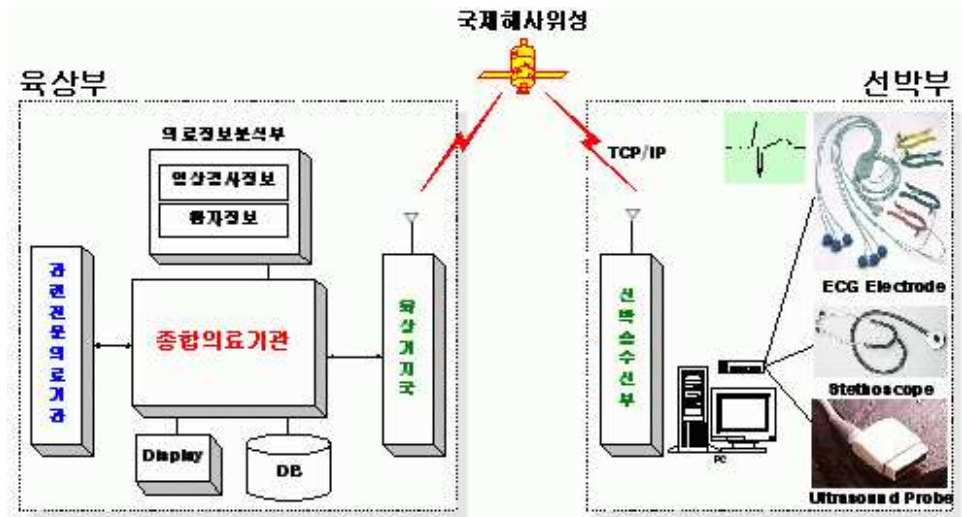 국제해사위성
육상부
선박부
의료정보분석부
TCP/IP
영상검사정보
환자정보
관련전문의료기관
종합의료기관
육상기지국
선박송수신부
ECG Electrode
Stethoscope
Display
DB
PC
Ultrasound Probe